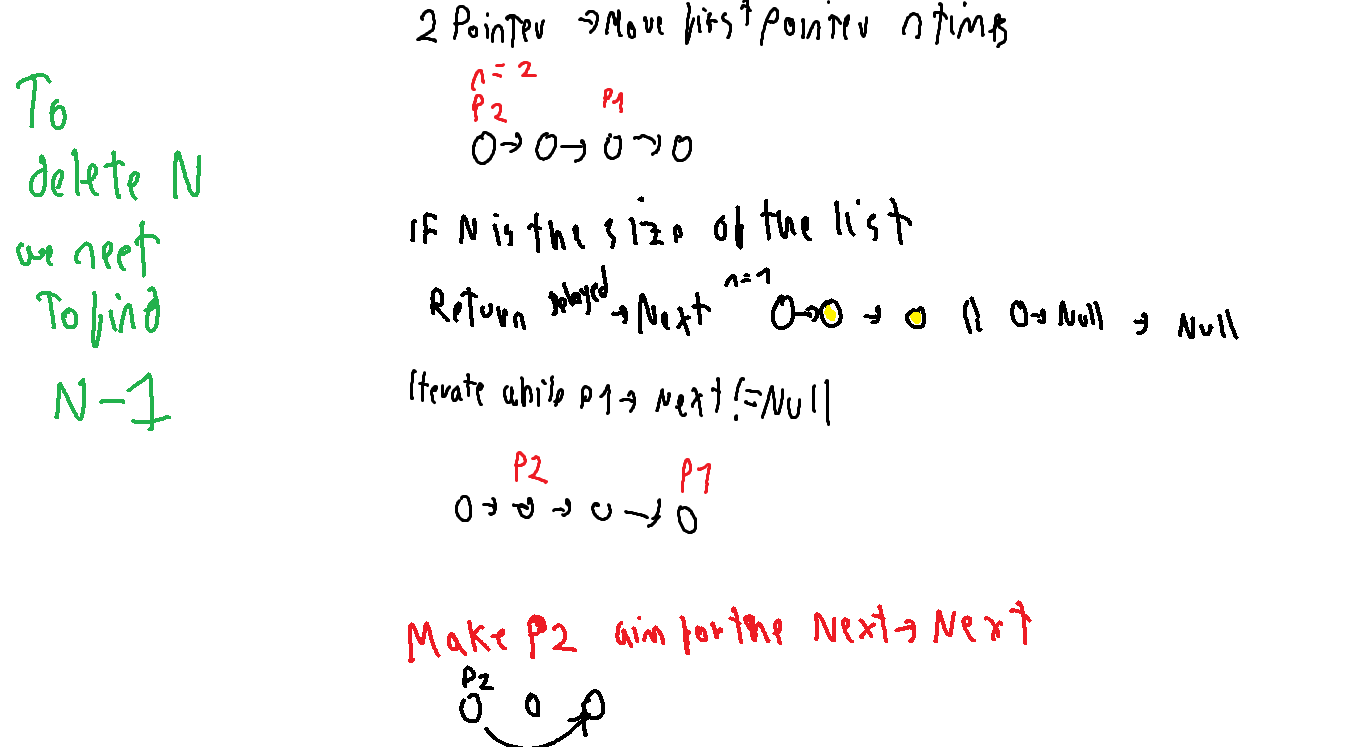 To
delete N
we neet
To find
N-1
2 Pointer → Move first pointer n times
n = 2
P2 P1
O → O → O → O
IF N is the size of the list
Return Delayed → Next n=1 O → O → O O → Null → Null
Iterate while P1 → Next != Null
P2 P1
O → O → O → O
Make P2 aim for the Next → Next
P2
O O O